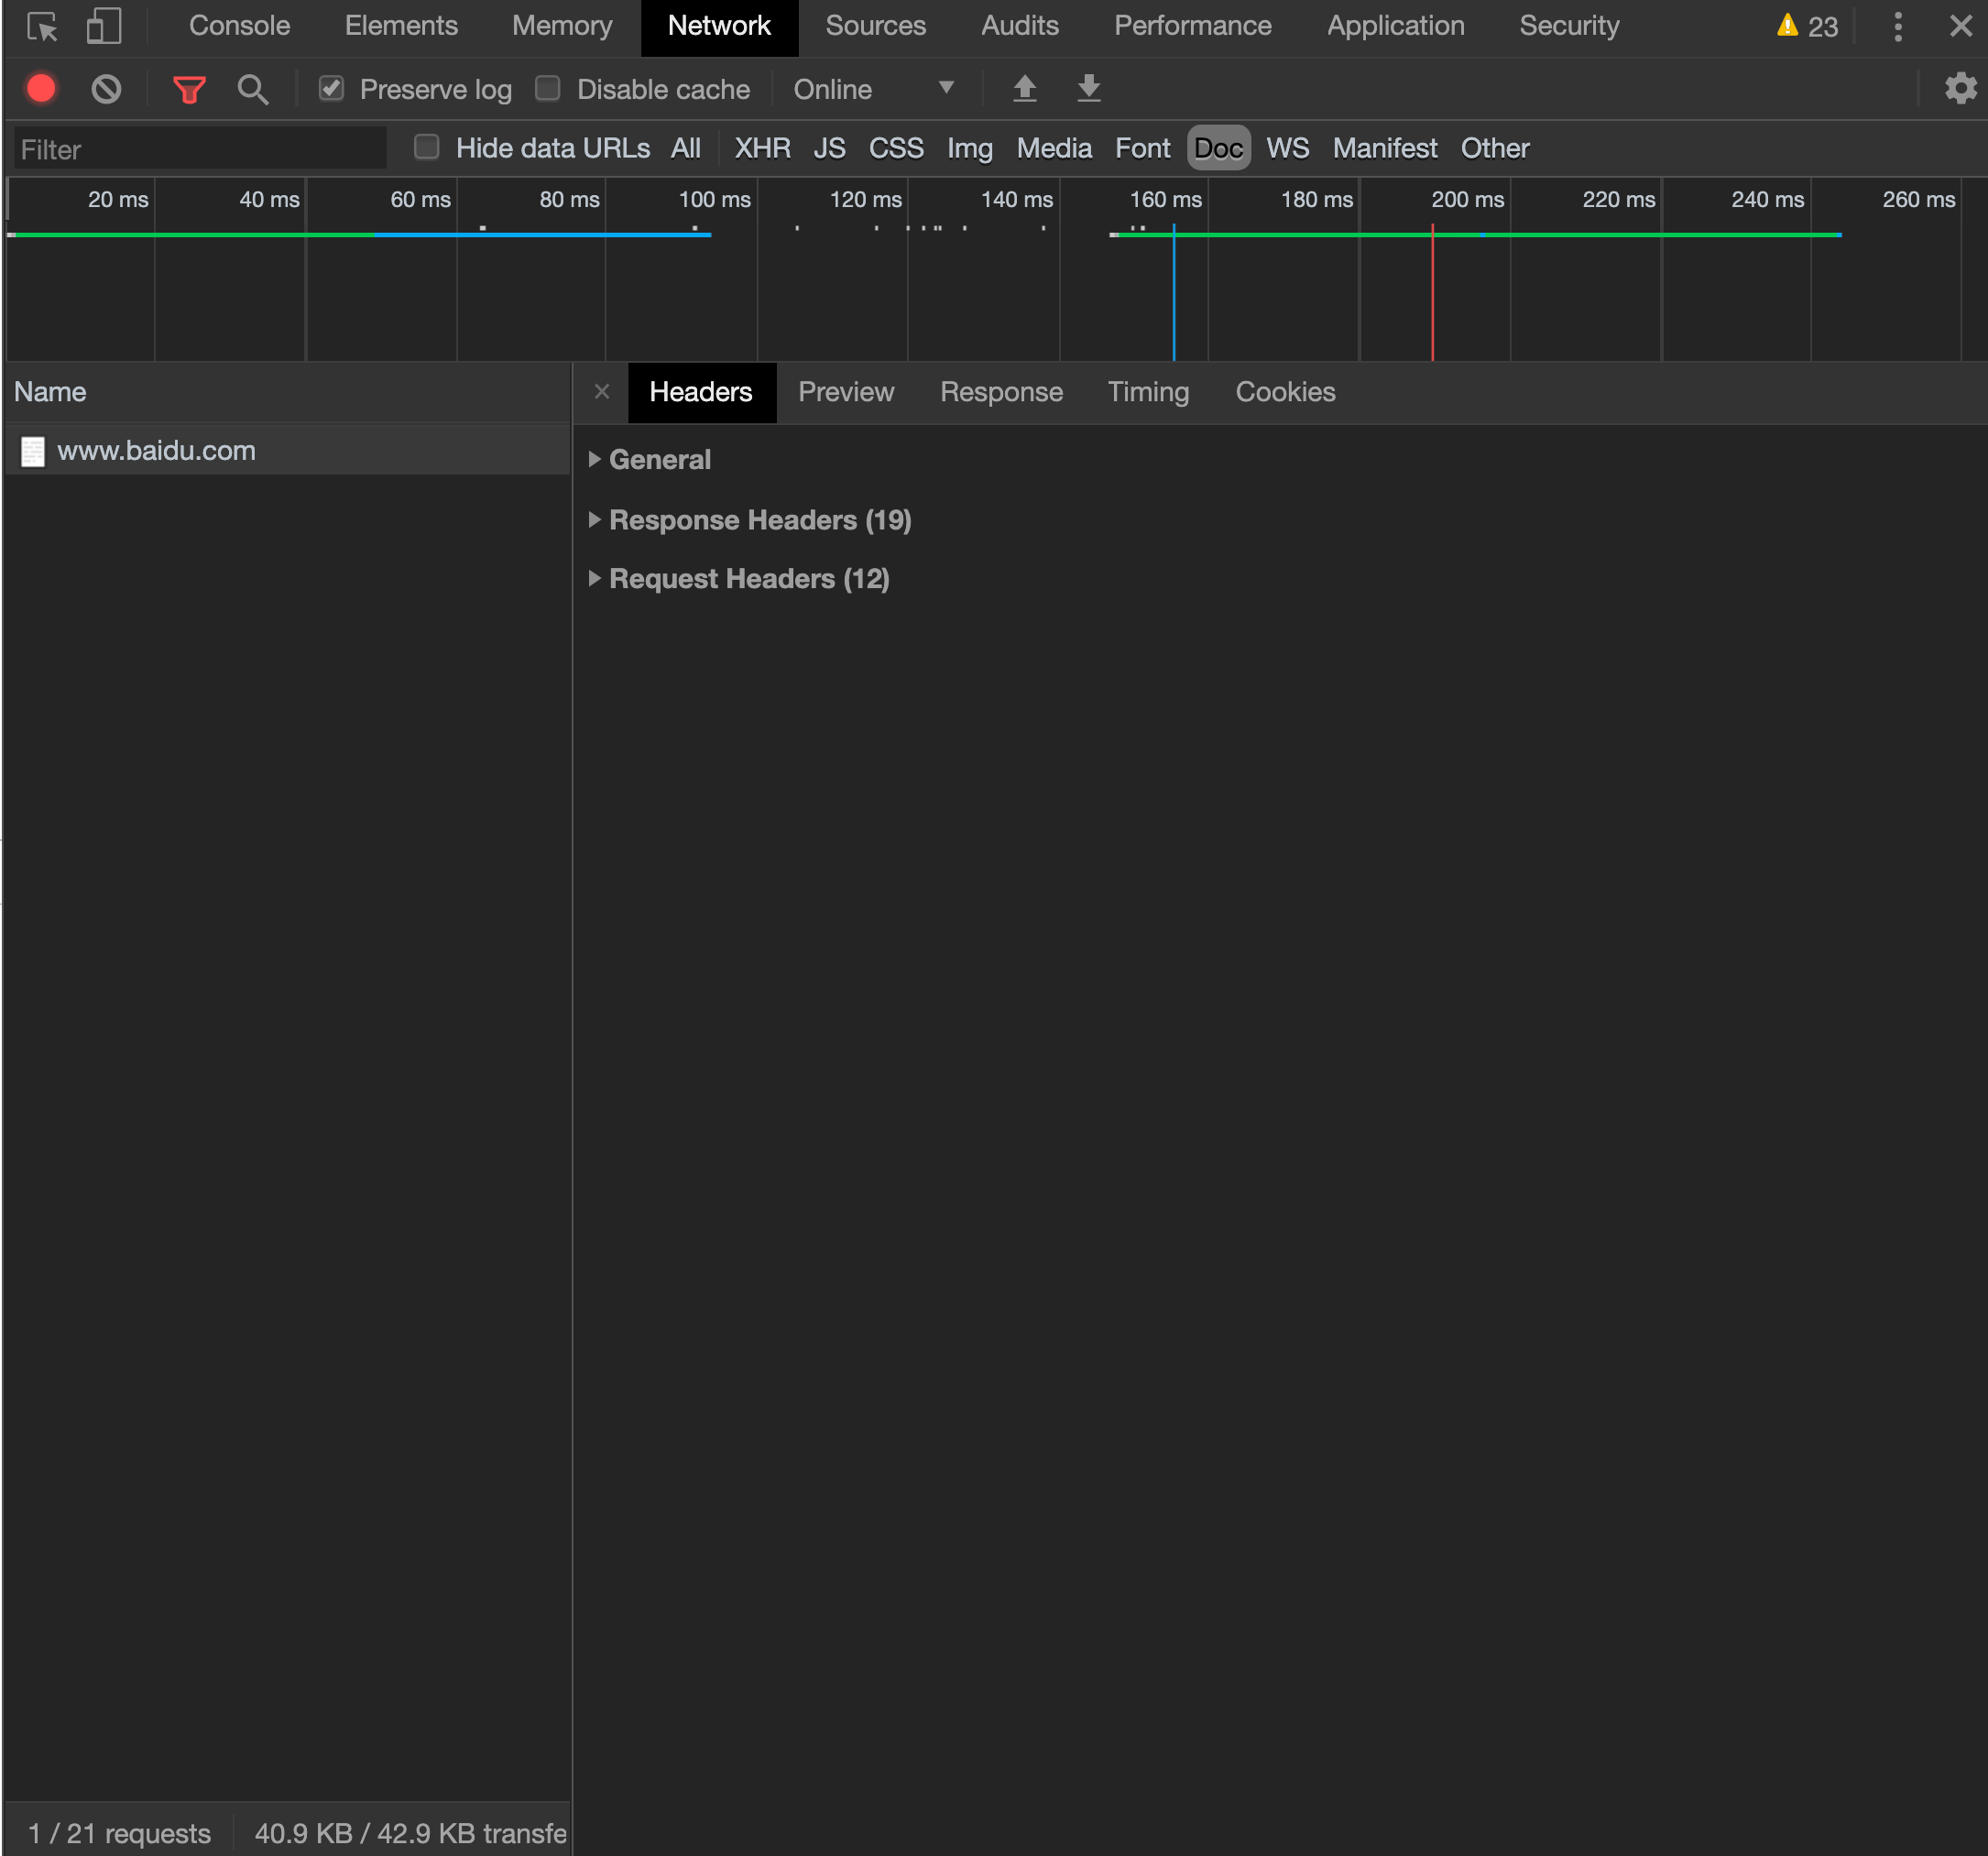 Console Elements Memory Network Sources Audits Performance Application Security 23
Preserve log Disable cache Online
Filter Hide data URLs All XHR JS CSS Img Media Font Doc WS Manifest Other
20 ms 40 ms 60 ms 80 ms 100 ms 120 ms 140 ms 160 ms 180 ms 200 ms 220 ms 240 ms 260 ms
Name
Headers Preview Response Timing Cookies
www.baidu.com
General
Response Headers (19)
Request Headers (12)
1 / 21 requests 40.9 KB / 42.9 KB transfe